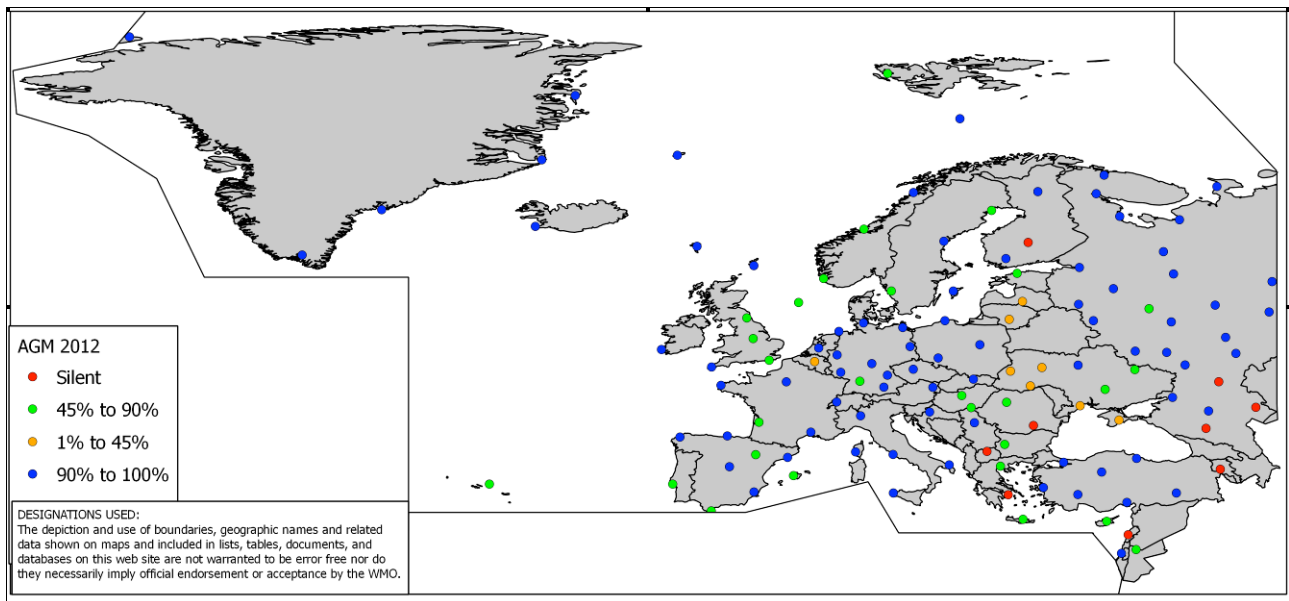 AGM 2012
Silent
45% to 90%
1% to 45%
90% to 100%
DESIGNATIONS USED:
The depiction and use of boundaries, geographic names and related
data shown on maps and included in lists, tables, documents, and
databases on this web site are not warranted to be error free nor do
they necessarily imply official endorsement or acceptance by the WMO.